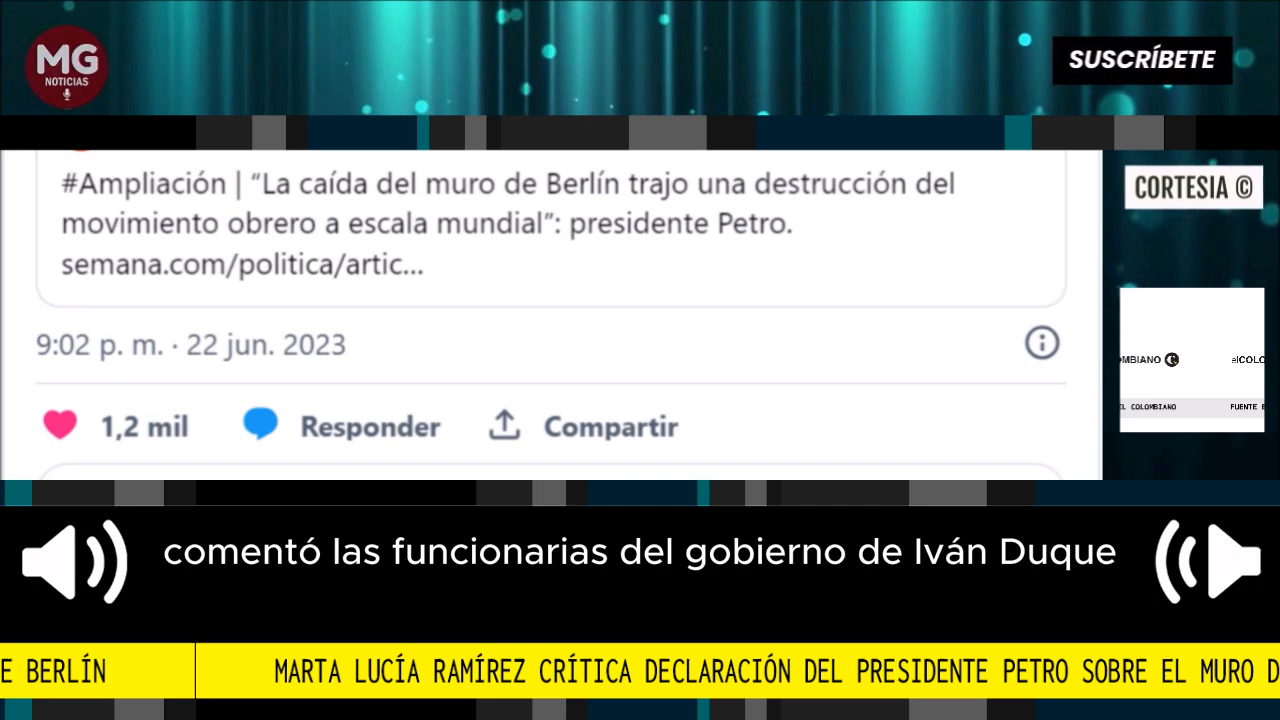 MG
NOTICIAS
SUSCRÍBETE
#Ampliación | “La caída del muro de Berlín trajo una destrucción del
movimiento obrero a escala mundial”: presidente Petro.
semana.com/politica/artic...
CORTESIA ©
9:02 p. m. · 22 jun. 2023
1,2 mil Responder Compartir
OMBIANO elCOLO
EL COLOMBIANO FUENTE E
comentó las funcionarias del gobierno de Iván Duque
E BERLÍN MARTA LUCÍA RAMÍREZ CRÍTICA DECLARACIÓN DEL PRESIDENTE PETRO SOBRE EL MURO D